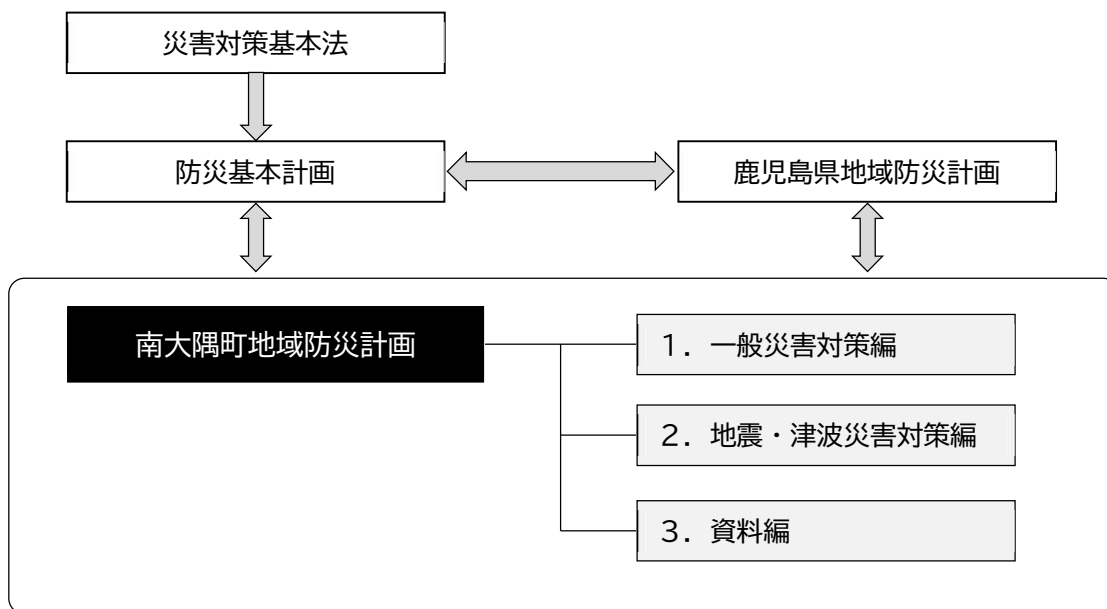 災害対策基本法
防災基本計画
鹿児島県地域防災計画
南大隅町地域防災計画
1．一般災害対策編
2．地震・津波災害対策編
3．資料編